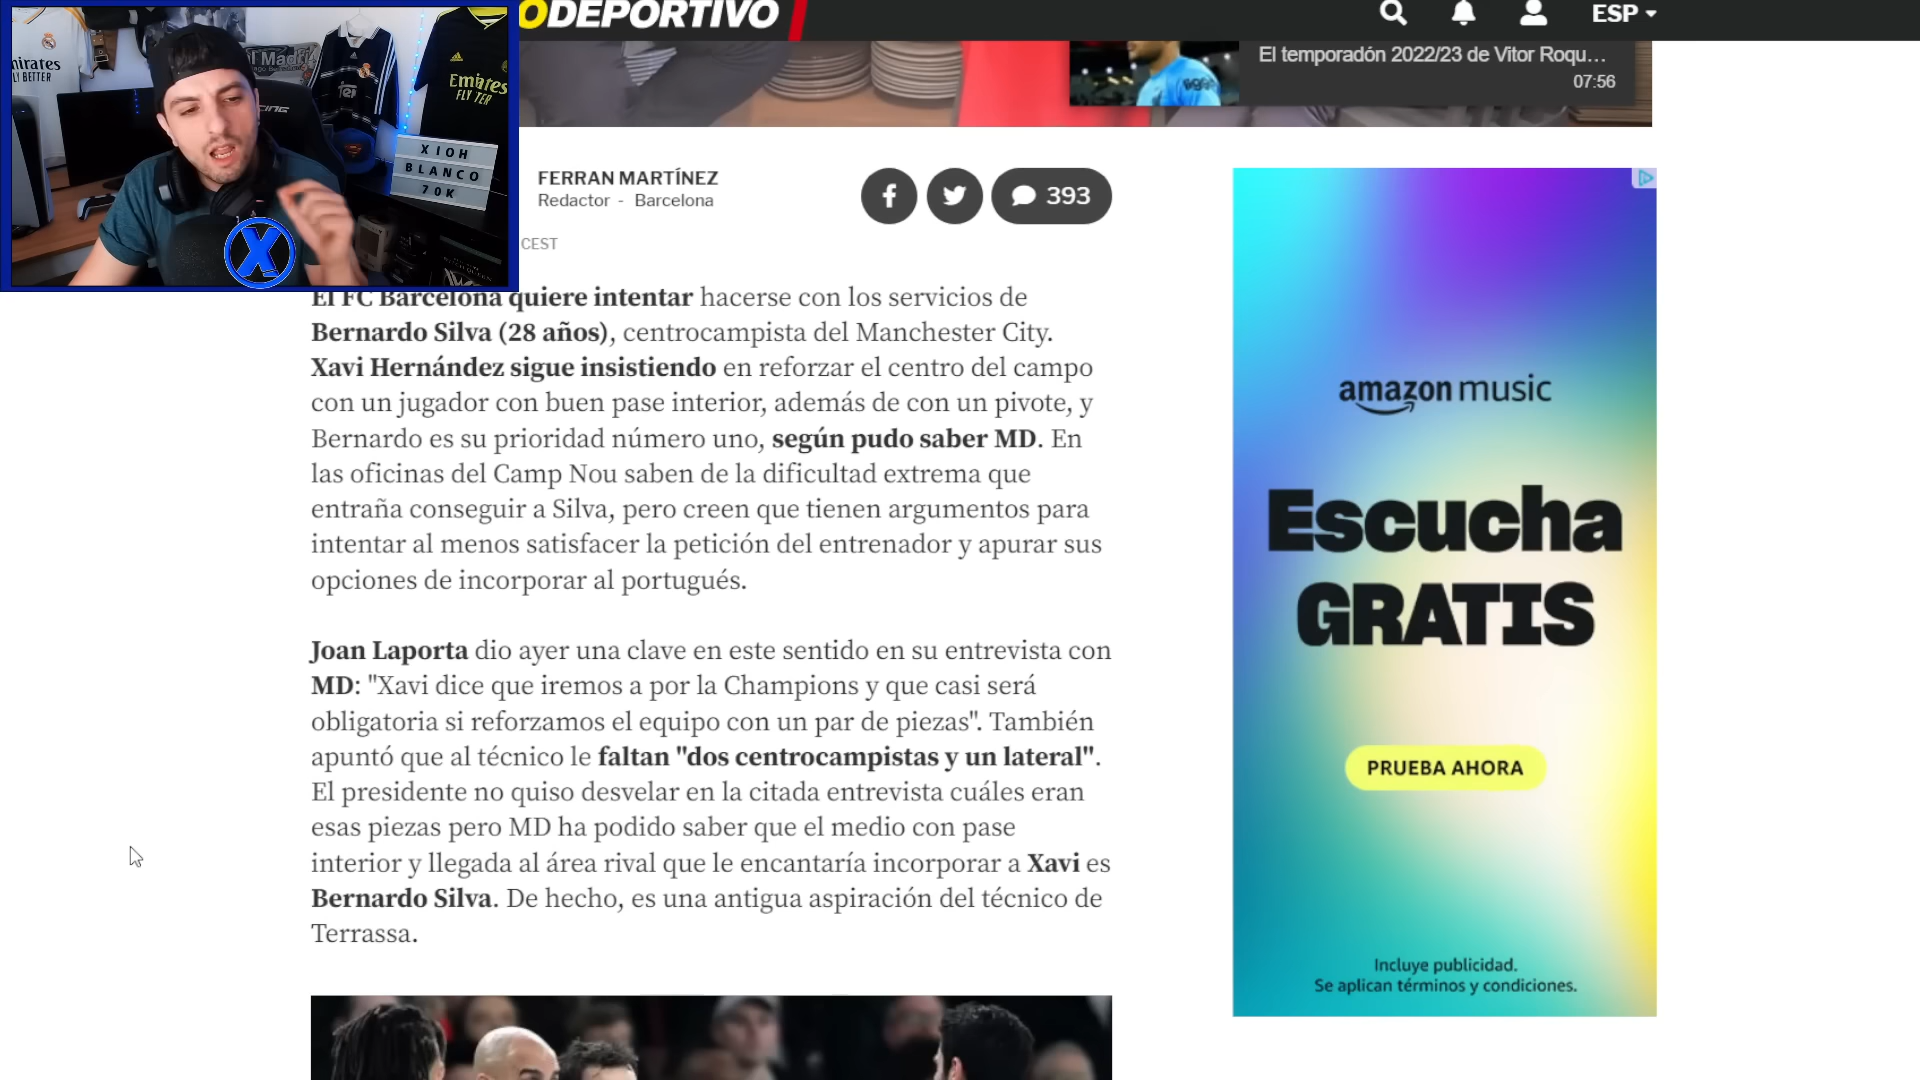 ODEPORTIVO
ESP
El temporadón 2022/23 de Vitor Roqu...
07:56
Emirates
FLY
XIOH
BLANCO
70K
X
FERRAN MARTÍNEZ
Redactor - Barcelona
393
CEST
El FC Barcelona quiere intentar hacerse con los servicios de
Bernardo Silva (28 años), centrocampista del Manchester City.
Xavi Hernández sigue insistiendo en reforzar el centro del campo
con un jugador con buen pase interior, además de con un pivote, y
Bernardo es su prioridad número uno, según pudo saber MD. En
las oficinas del Camp Nou saben de la dificultad extrema que
entraña conseguir a Silva, pero creen que tienen argumentos para
intentar al menos satisfacer la petición del entrenador y apurar sus
opciones de incorporar al portugués.
Joan Laporta dio ayer una clave en este sentido en su entrevista con
MD: "Xavi dice que iremos a por la Champions y que casi será
obligatoria si reforzamos el equipo con un par de piezas". También
apuntó que al técnico le faltan "dos centrocampistas y un lateral".
El presidente no quiso desvelar en la citada entrevista cuáles eran
esas piezas pero MD ha podido saber que el medio con pase
interior y llegada al área rival que le encantaría incorporar a Xavi es
Bernardo Silva. De hecho, es una antigua aspiración del técnico de
Terrassa.
amazon music
Escucha
GRATIS
PRUEBA AHORA
Incluye publicidad.
Se aplican términos y condiciones.